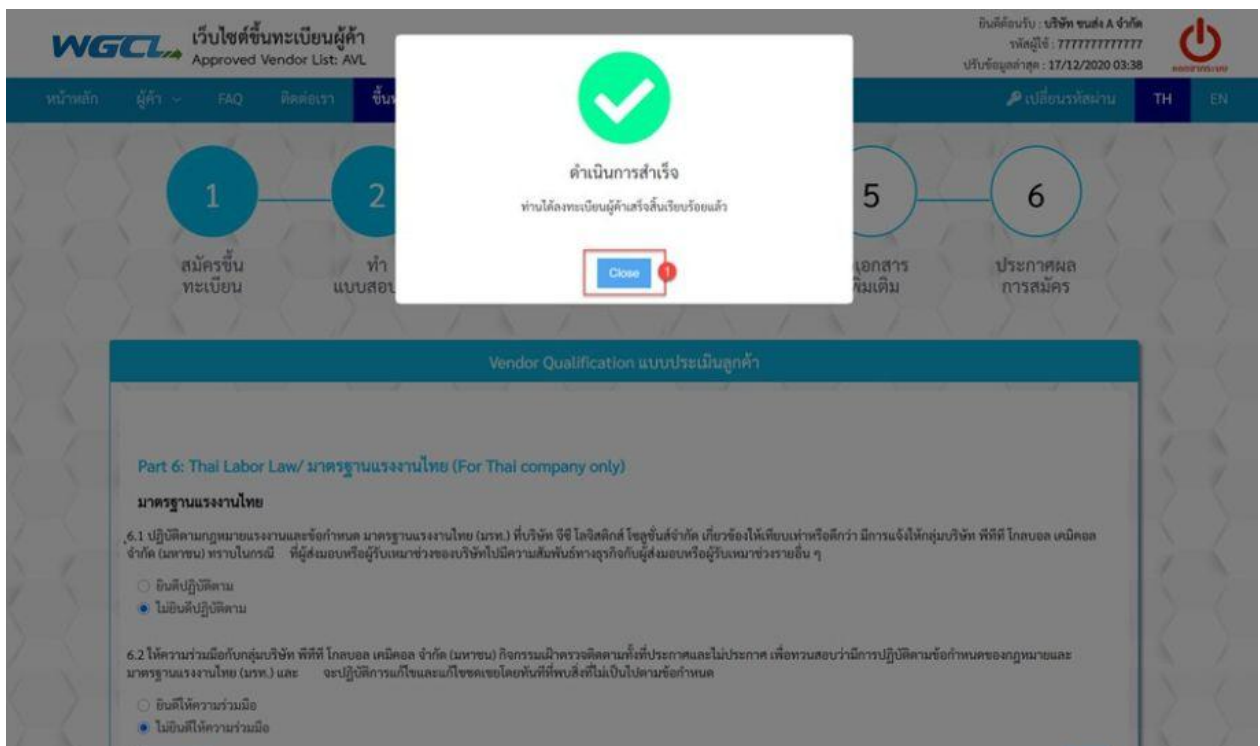 WGCL
เว็บไซต์ขึ้นทะเบียนผู้ค้า
Approved Vendor List: AVL
ยินดีต้อนรับ : บริษัท ขนส่ง A จำกัด
รหัสผู้ใช้ : 7777777777777
ปรับข้อมูลล่าสุด : 17/12/2020 03:38
ออกจากระบบ
หน้าหลัก ผู้ค้า FAQ ติดต่อเรา ขึ้นท เปลี่ยนรหัสผ่าน TH EN
ดำเนินการสำเร็จ
ท่านได้ลงทะเบียนผู้ค้าเสร็จสิ้นเรียบร้อยแล้ว
Close 1
1 2 5 6
สมัครขึ้น ทำ เอกสาร ประกาศผล
ทะเบียน แบบสอบ พิ่มเติม การสมัคร
Vendor Qualification แบบประเมินลูกค้า
Part 6: Thai Labor Law/ มาตรฐานแรงงานไทย (For Thai company only)
มาตรฐานแรงงานไทย
6.1 ปฏิบัติตามกฎหมายแรงงานและข้อกำหนด มาตรฐานแรงงานไทย (มรท.) ที่บริษัท จีซี โลจิสติกส์ โซลูชั่นส์จำกัด เกี่ยวข้องให้เทียบเท่าหรือดีกว่า มีการแจ้งให้กลุ่มบริษัท พีทีที โกลบอล เคมิคอล
จำกัด (มหาชน) ทราบในกรณี ที่ผู้ส่งมอบหรือผู้รับเหมาช่วงของบริษัทไปมีความสัมพันธ์ทางธุรกิจกับผู้ส่งมอบหรือผู้รับเหมาช่วงรายอื่น ๆ
ยินดีปฏิบัติตาม
ไม่ยินดีปฏิบัติตาม
6.2 ให้ความร่วมมือกับกลุ่มบริษัท พีทีที โกลบอล เคมิคอล จำกัด (มหาชน) กิจกรรมเฝ้าตรวจติดตามทั้งที่ประกาศและไม่ประกาศ เพื่อทวนสอบว่ามีการปฏิบัติตามข้อกำหนดของกฎหมายและ
มาตรฐานแรงงานไทย (มรท.) และ จะปฏิบัติการแก้ไขและแก้ไขชดเชยโดยทันทีที่พบสิ่งที่ไม่เป็นไปตามข้อกำหนด
ยินดีให้ความร่วมมือ
ไม่ยินดีให้ความร่วมมือ